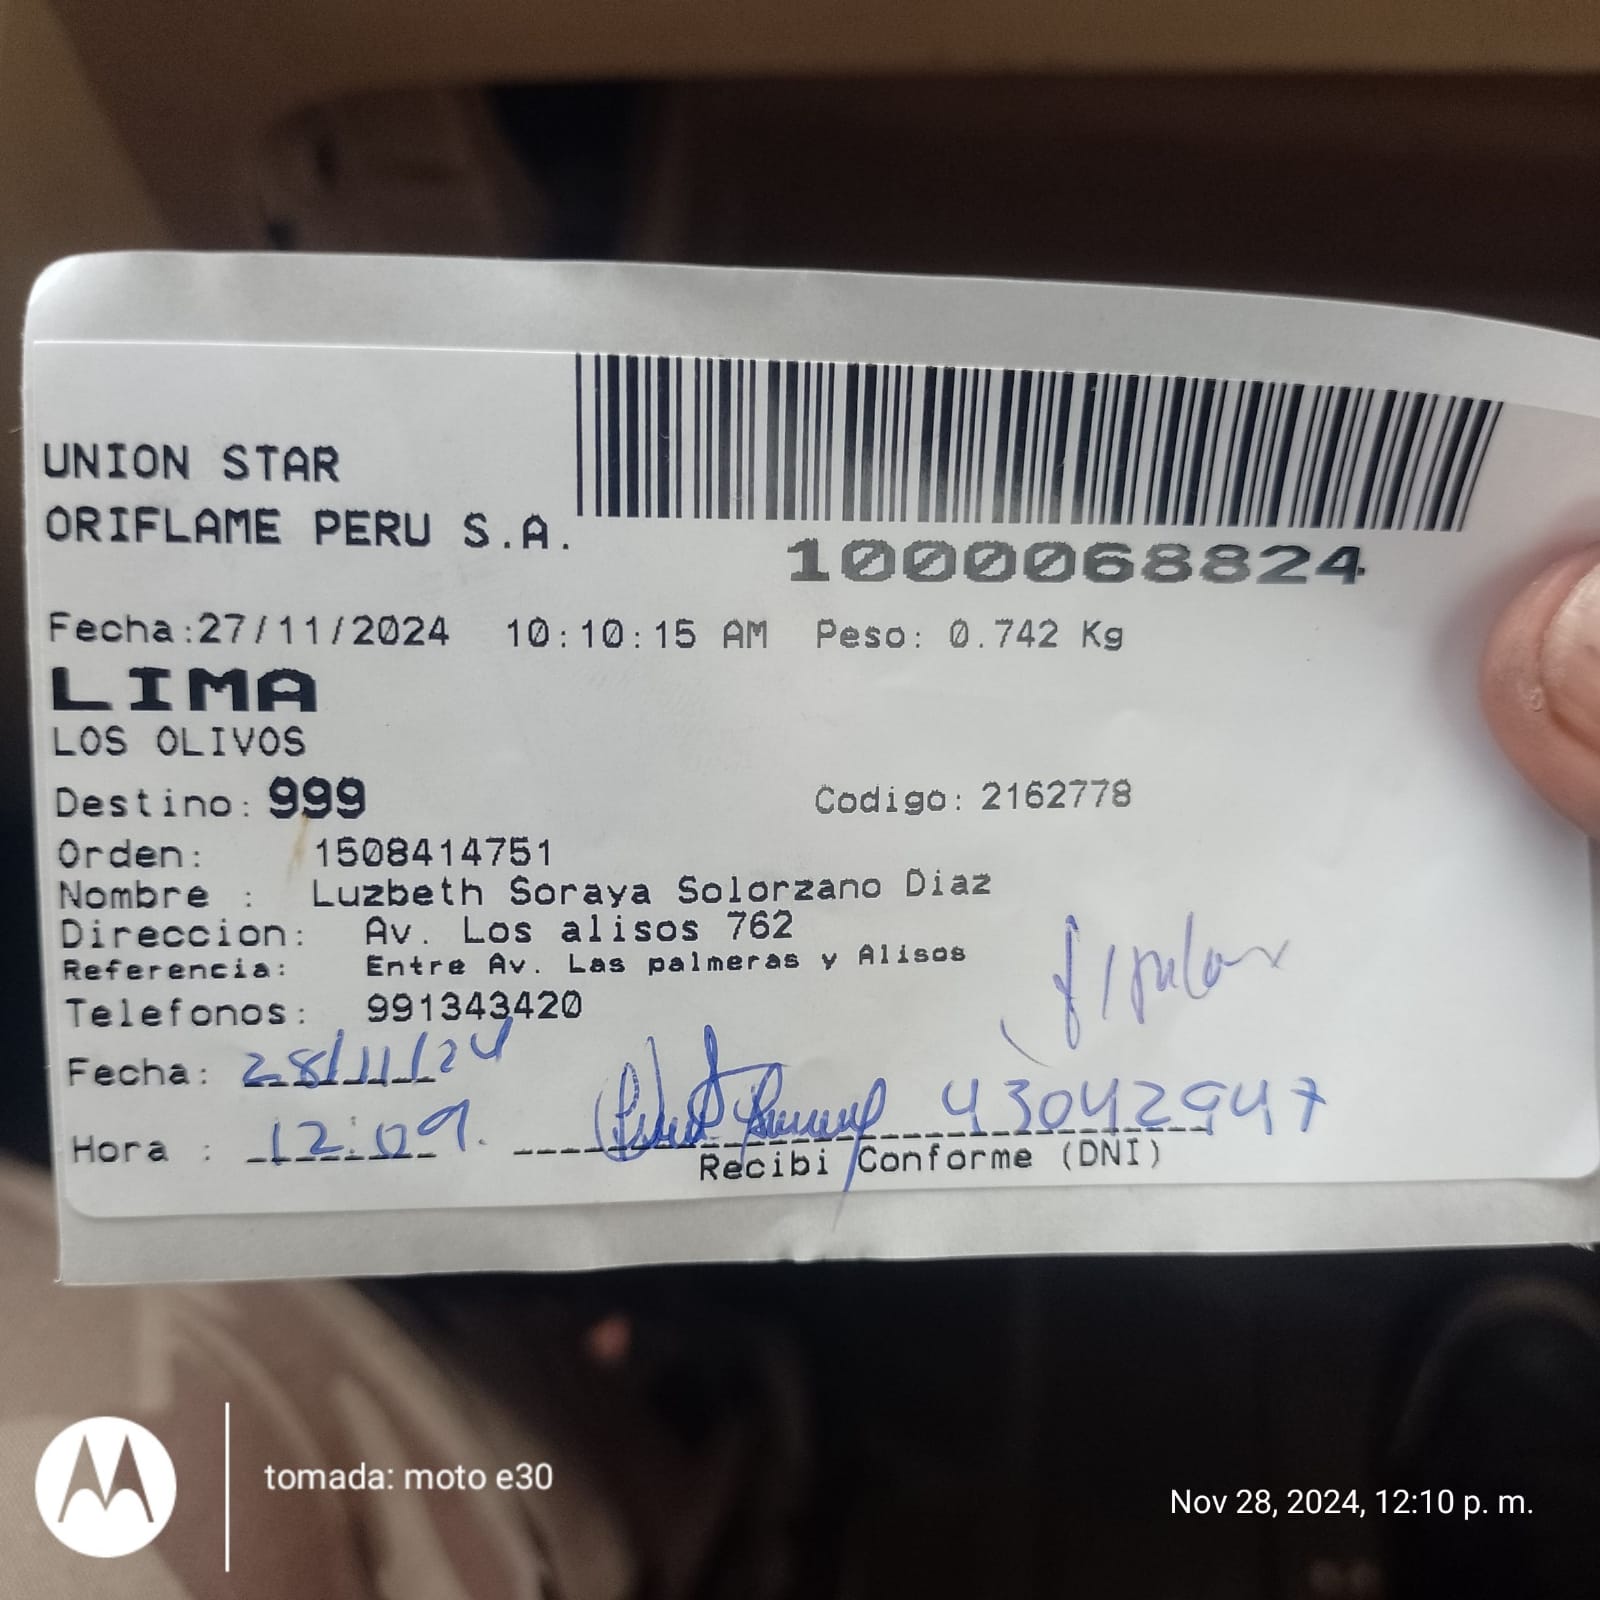 UNION STAR
ORIFLAME PERU S.A.
1000068824
Fecha:27/11/2024 10:10:15 AM Peso: 0.742 Kg
LIMA
LOS OLIVOS
Destino: 999 Codigo: 2162778
Orden: 1508414751
Nombre : Luzbeth Soraya Solorzano Diaz
Direccion: Av. Los alisos 762
Referencia: Entre Av. Las palmeras y Alisos
Telefonos: 991343420
Fecha: 28/11/24
Hora : 12:09. 43042947
Recibi Conforme (DNI)
tomada: moto e30
Nov 28, 2024, 12:10 p. m.